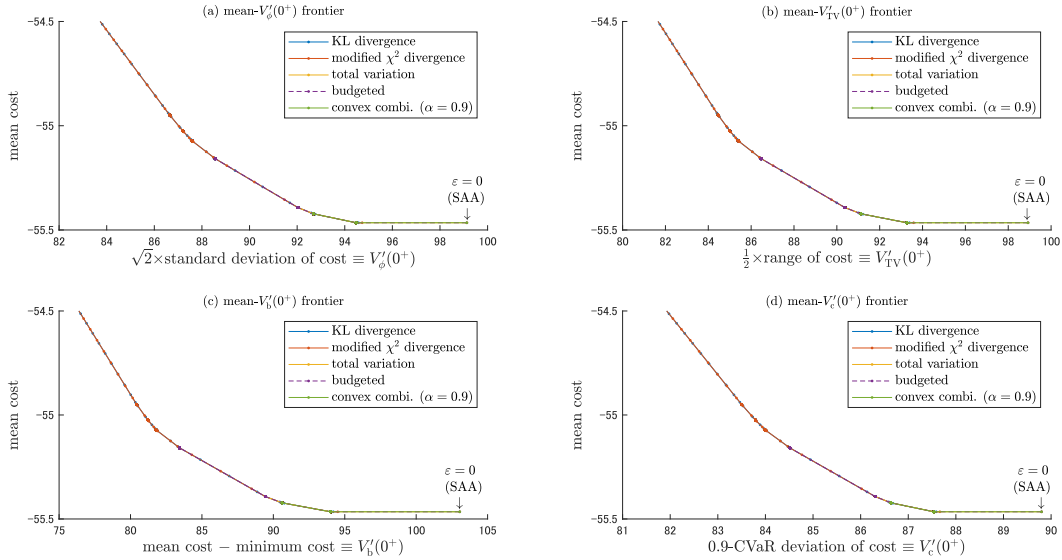 (a) mean-V′ϕ(0⁺) frontier
-54.5
-55
-55.5
mean cost
KL divergence
modified χ² divergence
total variation
budgeted
convex combi. (α = 0.9)
ε = 0
(SAA)
82 84 86 88 90 92 94 96 98 100
√2×standard deviation of cost ≡ V′ϕ(0⁺)
(b) mean-V′TV(0⁺) frontier
-54.5
-55
-55.5
mean cost
KL divergence
modified χ² divergence
total variation
budgeted
convex combi. (α = 0.9)
ε = 0
(SAA)
80 82 84 86 88 90 92 94 96 98 100
½×range of cost ≡ V′TV(0⁺)
(c) mean-V′b(0⁺) frontier
-54.5
-55
-55.5
mean cost
KL divergence
modified χ² divergence
total variation
budgeted
convex combi. (α = 0.9)
ε = 0
(SAA)
75 80 85 90 95 100 105
mean cost − minimum cost ≡ V′b(0⁺)
(d) mean-V′c(0⁺) frontier
-54.5
-55
-55.5
mean cost
KL divergence
modified χ² divergence
total variation
budgeted
convex combi. (α = 0.9)
ε = 0
(SAA)
82 83 84 85 86 87 88 89 90
0.9-CVaR deviation of cost ≡ V′c(0⁺)